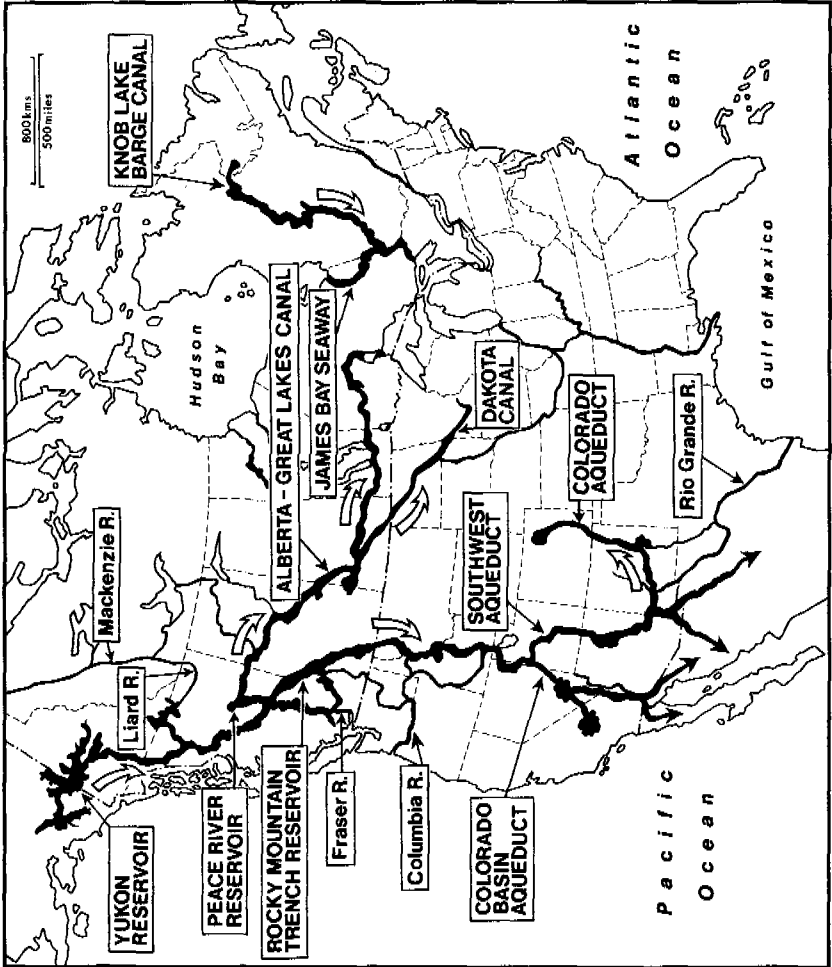 800kms
500miles
KNOB LAKE
BARGE CANAL
Hudson
Bay
Mackenzie R.
Liard R.
YUKON
RESERVOIR
PEACE RIVER
RESERVOIR
ROCKY MOUNTAIN
TRENCH RESERVOIR
Fraser R.
Columbia R.
COLORADO
BASIN
AQUEDUCT
ALBERTA - GREAT LAKES CANAL
JAMES BAY SEAWAY
DAKOTA
CANAL
SOUTHWEST
AQUEDUCT
COLORADO
AQUEDUCT
Rio Grande R.
Atlantic
Ocean
Gulf of Mexico
Pacific
Ocean